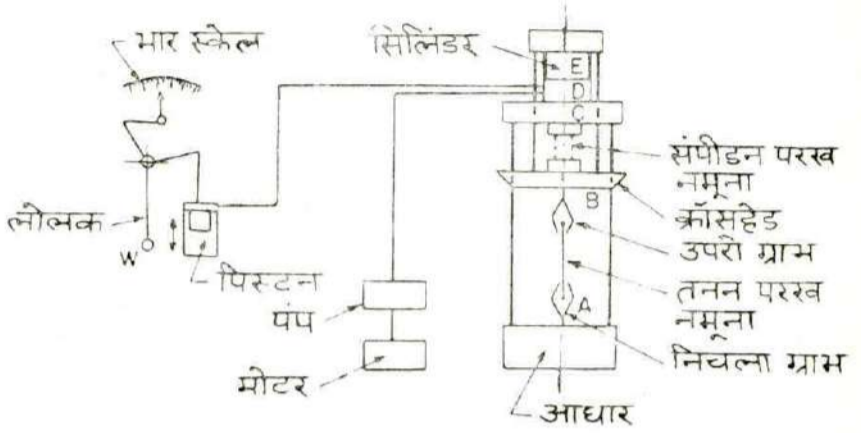 भार स्केल
सिलिंडर
E
D
C
संपीडन परख
नमूना
B
क्रॉसहेड
लोलक
W
उपरी ग्राभ
पिस्टन
तनन परख
नमूना
पंप
A
निचला ग्राभ
मोटर
आधार